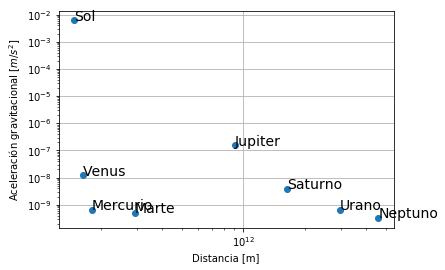 Aceleración gravitacional [m/s²]
10⁻²
10⁻³
10⁻⁴
10⁻⁵
10⁻⁶
10⁻⁷
10⁻⁸
10⁻⁹
Sol
Jupiter
Venus
Saturno
Mercurio
Marte
Urano
Neptuno
10¹²
Distancia [m]